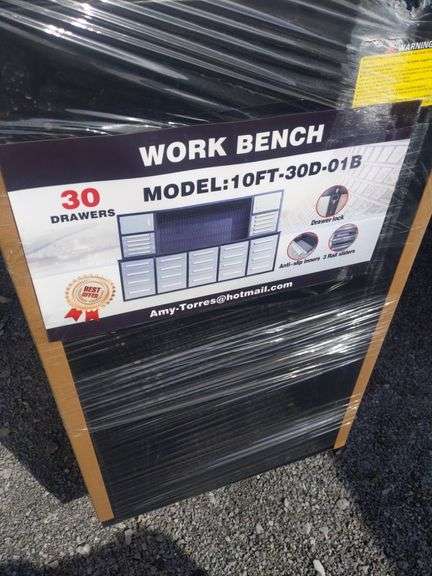 WARNING
WORK BENCH
MODEL:10FT-30D-01B
30
DRAWERS
Drawer lock
Anti-slip liners
3 Rail sliders
BEST
OFFER
Amy-Torres@hotmail.com